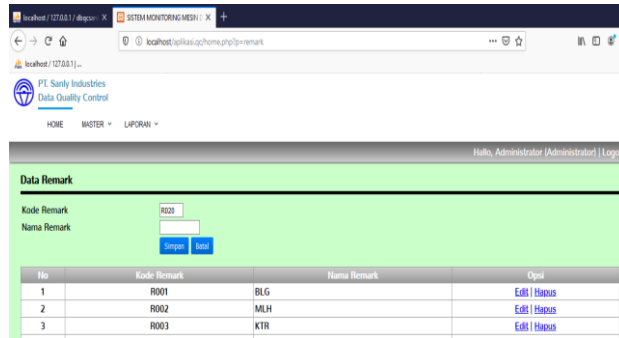 localhost / 127.0.0.1 / dbqcsan X SISTEM MONITORING MESIN X +
localhost/aplikasi.qc/home.php?p=remark
localhost / 127.0.0.1 |...
PT. Sanly Industries
Data Quality Control
HOME MASTER LAPORAN
Hallo, Administrator [Administrator] | Logo
Data Remark
Kode Remark R020
Nama Remark
Simpan Batal
No Kode Remark Nama Remark Opsi
1 R001 BLG Edit | Hapus
2 R002 MLH Edit | Hapus
3 R003 KTR Edit | Hapus